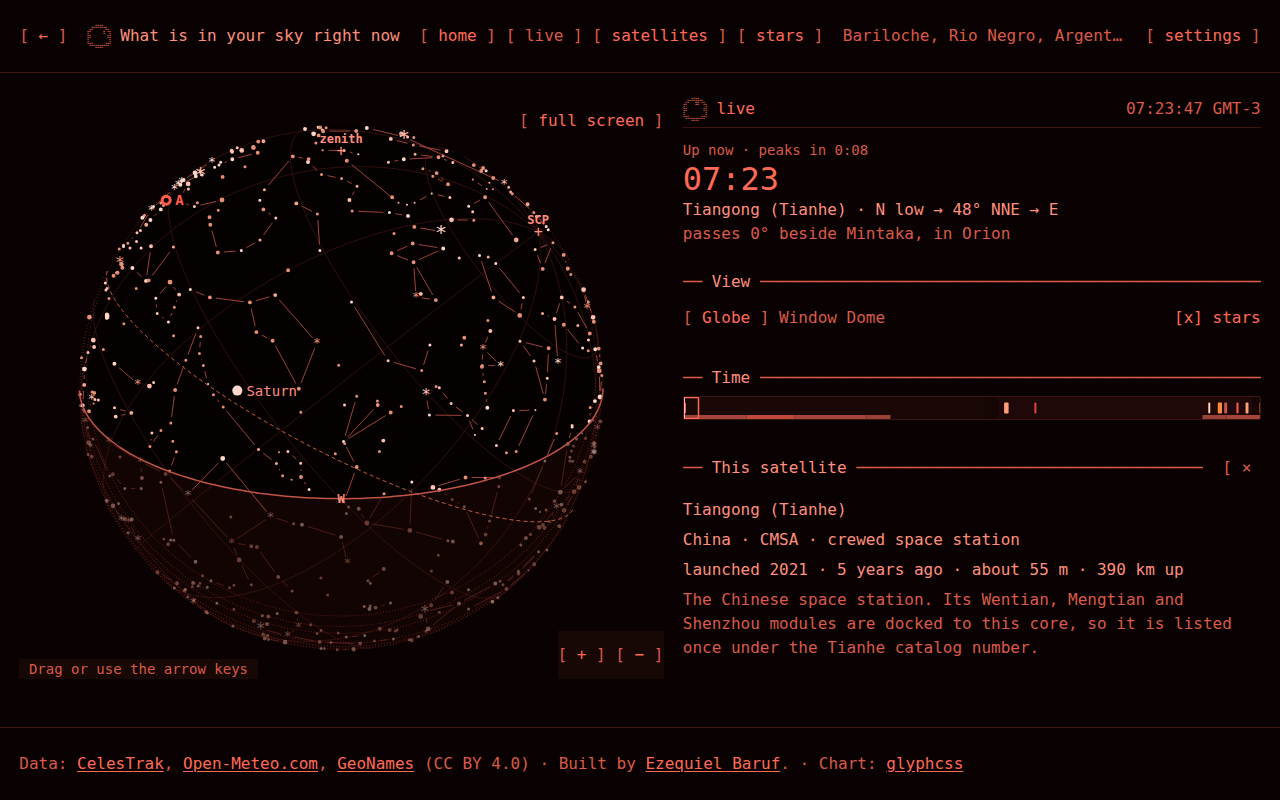 [ ← ] What is in your sky right now [ home ] [ live ] [ satellites ] [ stars ] Bariloche, Rio Negro, Argent… [ settings ]
[ full screen ]
zenith
A
SCP
Saturn
W
[ + ] [ − ]
Drag or use the arrow keys
live 07:23:47 GMT-3
Up now · peaks in 0:08
07:23
Tiangong (Tianhe) · N low → 48° NNE → E
passes 0° beside Mintaka, in Orion
View
[ Globe ] Window Dome [x] stars
Time
This satellite [ ×
Tiangong (Tianhe)
China · CMSA · crewed space station
launched 2021 · 5 years ago · about 55 m · 390 km up
The Chinese space station. Its Wentian, Mengtian and
Shenzhou modules are docked to this core, so it is listed
once under the Tianhe catalog number.
Data: CelesTrak, Open-Meteo.com, GeoNames (CC BY 4.0) · Built by Ezequiel Baruf. · Chart: glyphcss